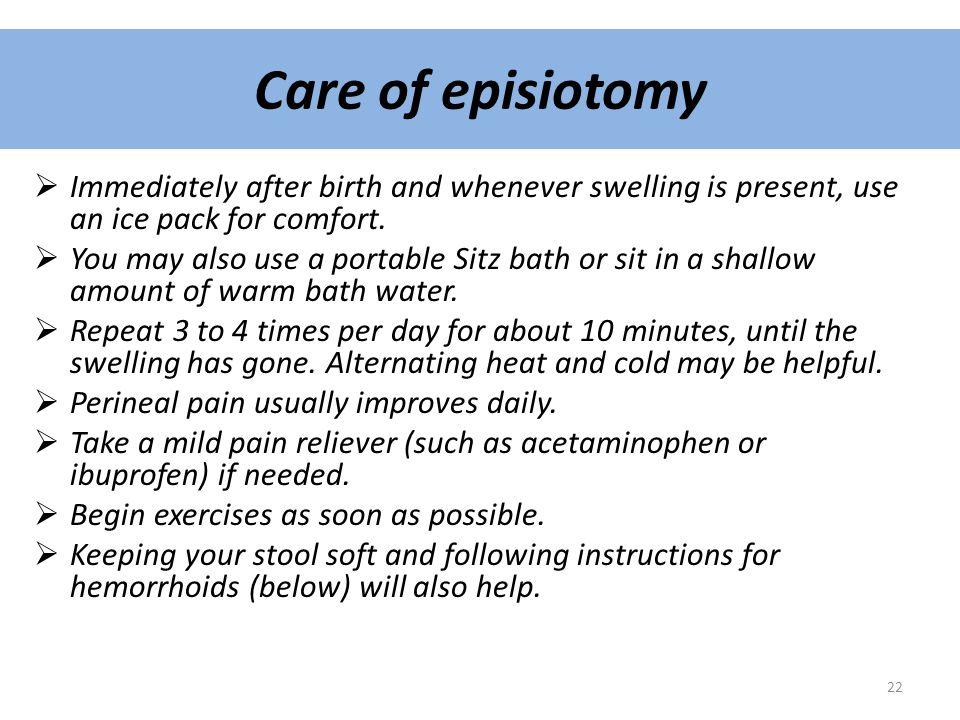 Care of episiotomy
➢ Immediately after birth and whenever swelling is present, use
an ice pack for comfort.
➢ You may also use a portable Sitz bath or sit in a shallow
amount of warm bath water.
➢ Repeat 3 to 4 times per day for about 10 minutes, until the
swelling has gone. Alternating heat and cold may be helpful.
➢ Perineal pain usually improves daily.
➢ Take a mild pain reliever (such as acetaminophen or
ibuprofen) if needed.
➢ Begin exercises as soon as possible.
➢ Keeping your stool soft and following instructions for
hemorrhoids (below) will also help.
22